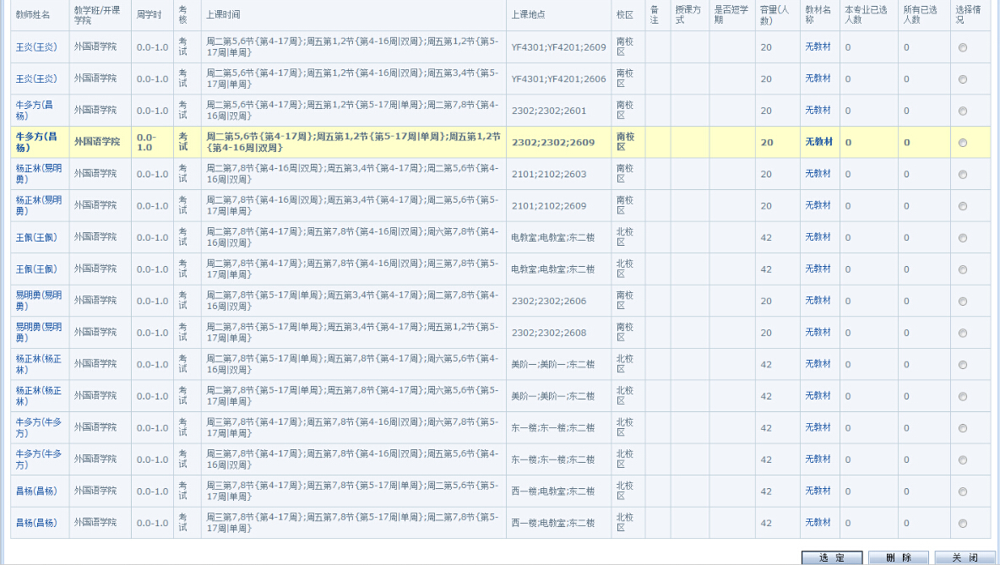 教师姓名 教学班/开课学院 周学时 考核 上课时间 上课地点 校区 备注 授课方式 是否短学期 容量(人数) 教材名称 本专业已选人数 所有已选人数 选择情况
王炎(王炎) 外国语学院 0.0-1.0 考试 周二第5,6节{第4-17周};周五第1,2节{第4-16周|双周};周五第1,2节{第5-17周|单周} YF4301;YF4201;2609 南校区 20 无教材 0 0
王炎(王炎) 外国语学院 0.0-1.0 考试 周二第5,6节{第4-17周};周五第1,2节{第4-16周|双周};周五第3,4节{第5-17周|单周} YF4301;YF4201;2606 南校区 20 无教材 0 0
牛多方(昌杨) 外国语学院 0.0-1.0 考试 周二第5,6节{第4-17周};周五第1,2节{第5-17周|单周};周二第7,8节{第4-16周|双周} 2302;2302;2601 南校区 20 无教材 0 0
牛多方(昌杨) 外国语学院 0.0-1.0 考试 周二第5,6节{第4-17周};周五第1,2节{第5-17周|单周};周五第1,2节{第4-16周|双周} 2302;2302;2609 南校区 20 无教材 0 0
杨正林(易明勇) 外国语学院 0.0-1.0 考试 周二第7,8节{第4-16周|双周};周五第3,4节{第4-17周};周二第5,6节{第4-16周|双周} 2101;2102;2603 南校区 20 无教材 0 0
杨正林(易明勇) 外国语学院 0.0-1.0 考试 周二第7,8节{第4-16周|双周};周五第3,4节{第4-17周};周二第5,6节{第5-17周|单周} 2101;2102;2609 南校区 20 无教材 0 0
王佩(王佩) 外国语学院 0.0-1.0 考试 周二第7,8节{第4-17周};周五第7,8节{第4-16周|双周};周六第7,8节{第4-16周|双周} 电教室;电教室;东二楼 北校区 42 无教材 0 0
王佩(王佩) 外国语学院 0.0-1.0 考试 周二第7,8节{第4-17周};周五第7,8节{第4-16周|双周};周三第7,8节{第5-17周|单周} 电教室;电教室;东二楼 北校区 42 无教材 0 0
易明勇(易明勇) 外国语学院 0.0-1.0 考试 周二第7,8节{第5-17周|单周};周五第3,4节{第4-17周};周二第7,8节{第4-16周|双周} 2302;2302;2606 南校区 20 无教材 0 0
易明勇(易明勇) 外国语学院 0.0-1.0 考试 周二第7,8节{第5-17周|单周};周五第3,4节{第4-17周};周五第1,2节{第5-17周|单周} 2302;2302;2608 南校区 20 无教材 0 0
杨正林(杨正林) 外国语学院 0.0-1.0 考试 周二第7,8节{第5-17周|单周};周五第7,8节{第4-17周};周六第5,6节{第4-16周|双周} 美阶一;美阶一;东二楼 北校区 42 无教材 0 0
杨正林(杨正林) 外国语学院 0.0-1.0 考试 周二第7,8节{第5-17周|单周};周五第7,8节{第4-17周};周六第5,6节{第5-17周|单周} 美阶一;美阶一;东二楼 北校区 42 无教材 0 0
牛多方(牛多方) 外国语学院 0.0-1.0 考试 周三第7,8节{第4-17周};周五第7,8节{第4-16周|双周};周六第7,8节{第5-17周|单周} 东一楼;东一楼;东二楼 北校区 42 无教材 0 0
牛多方(牛多方) 外国语学院 0.0-1.0 考试 周三第7,8节{第4-17周};周五第7,8节{第4-16周|双周};周五第5,6节{第4-16周|双周} 东一楼;东一楼;东二楼 北校区 42 无教材 0 0
昌杨(昌杨) 外国语学院 0.0-1.0 考试 周三第7,8节{第4-17周};周五第7,8节{第5-17周|单周};周二第5,6节{第5-17周|单周} 西一楼;电教室;东二楼 北校区 42 无教材 0 0
昌杨(昌杨) 外国语学院 0.0-1.0 考试 周三第7,8节{第4-17周};周五第7,8节{第5-17周|单周};周二第7,8节{第5-17周|单周} 西一楼;电教室;东二楼 北校区 42 无教材 0 0
选 定 删 除 关 闭